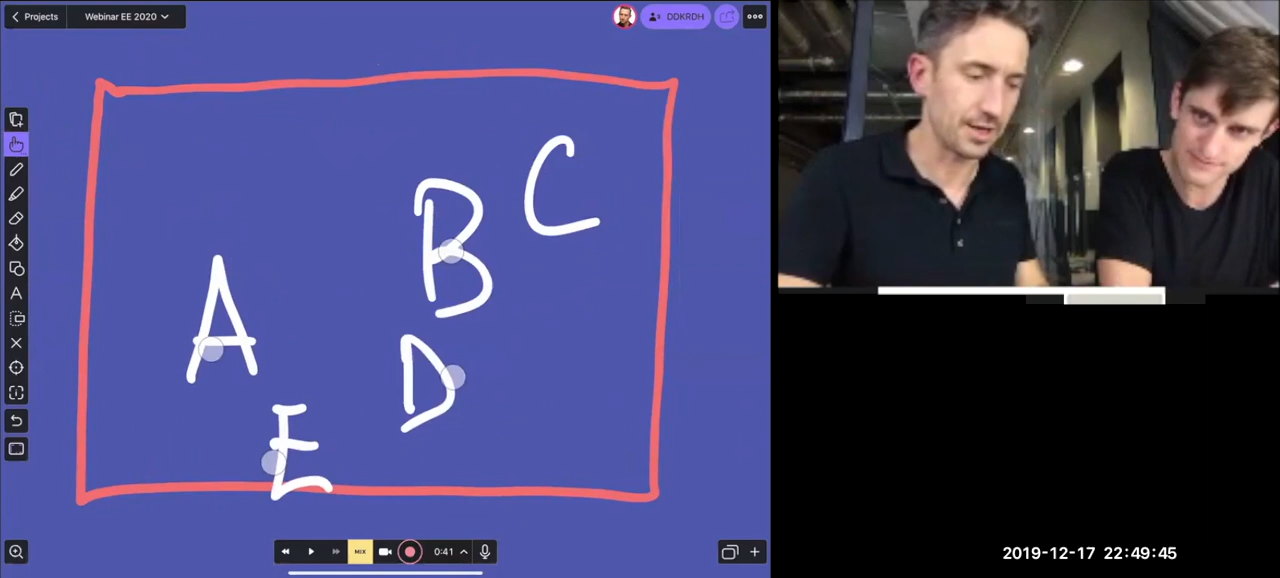 Projects
Webinar EE 2020
DDKRDH
C
B
A
D
E
MIX
0:41
2019-12-17 22:49:45